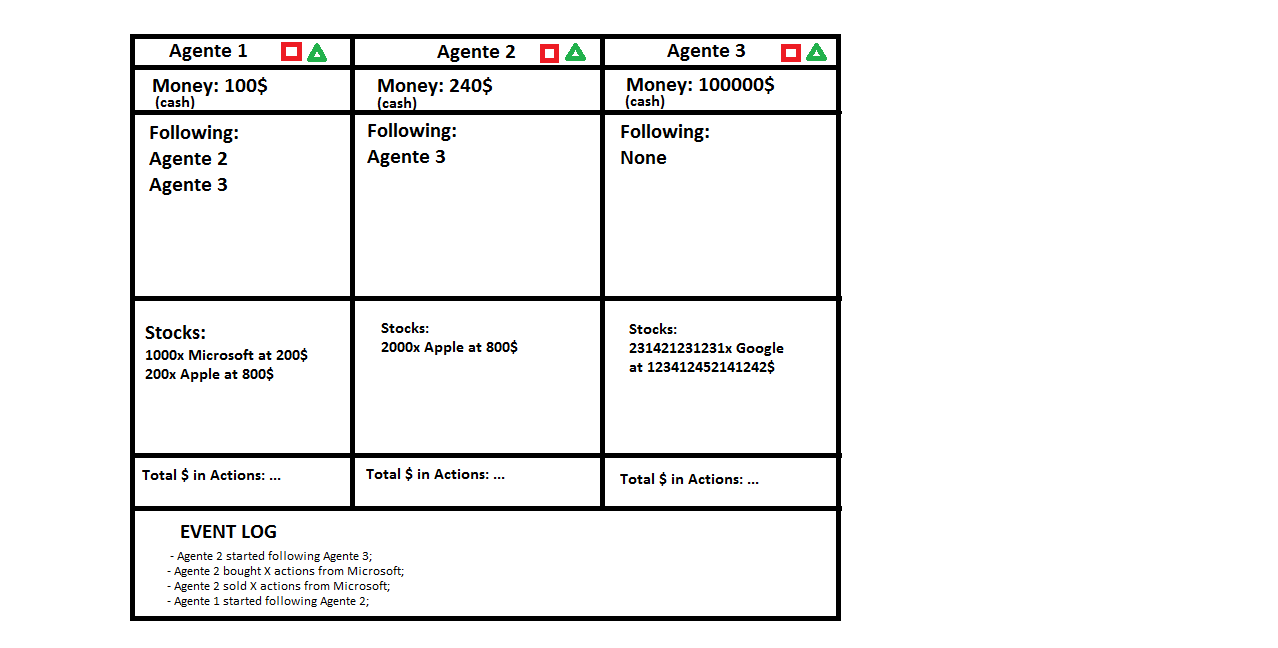 Agente 1
Agente 2
Agente 3
Money: 100$
(cash)
Money: 240$
(cash)
Money: 100000$
(cash)
Following:
Agente 2
Agente 3
Following:
Agente 3
Following:
None
Stocks:
1000x Microsoft at 200$
200x Apple at 800$
Stocks:
2000x Apple at 800$
Stocks:
231421231231x Google
at 123412452141242$
Total $ in Actions: ...
Total $ in Actions: ...
Total $ in Actions: ...
EVENT LOG
- Agente 2 started following Agente 3;
- Agente 2 bought X actions from Microsoft;
- Agente 2 sold X actions from Microsoft;
- Agente 1 started following Agente 2;